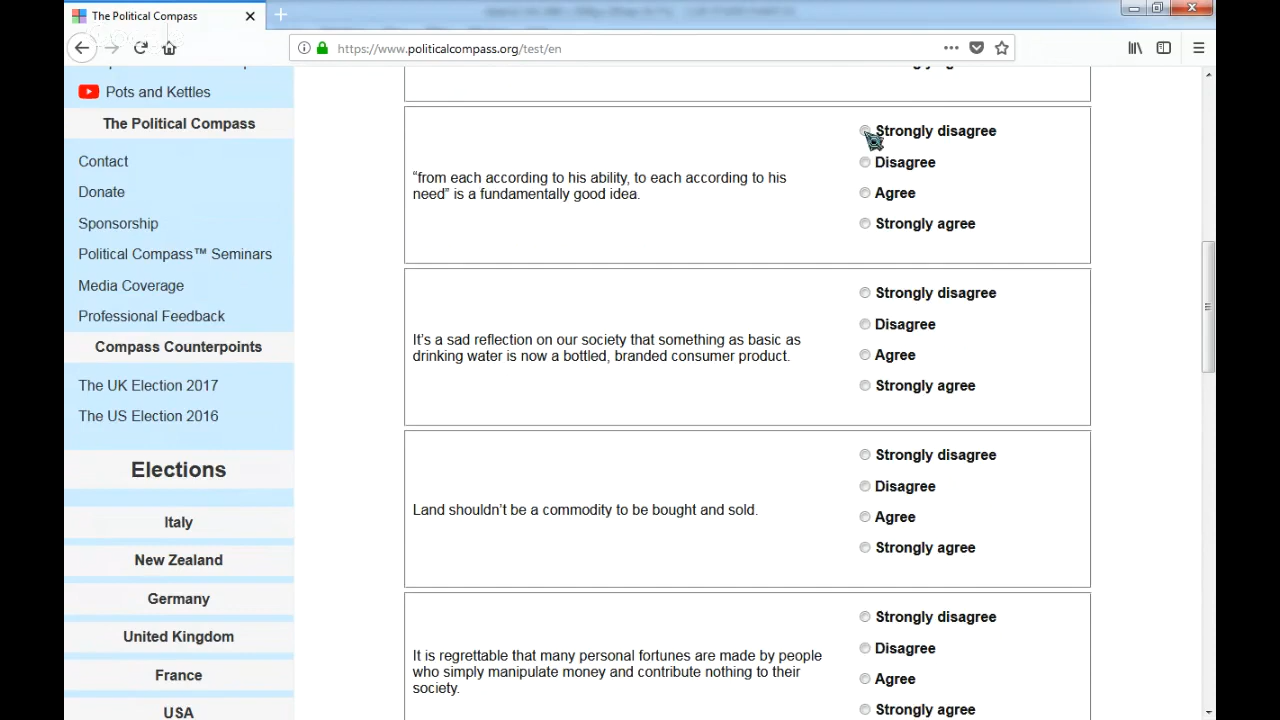 The Political Compass
https://www.politicalcompass.org/test/en
Pots and Kettles
The Political Compass
Contact
Donate
Sponsorship
Political Compass™ Seminars
Media Coverage
Professional Feedback
Compass Counterpoints
The UK Election 2017
The US Election 2016
Elections
Italy
New Zealand
Germany
United Kingdom
France
USA
“from each according to his ability, to each according to his
need” is a fundamentally good idea.
Strongly disagree
Disagree
Agree
Strongly agree
It’s a sad reflection on our society that something as basic as
drinking water is now a bottled, branded consumer product.
Strongly disagree
Disagree
Agree
Strongly agree
Land shouldn’t be a commodity to be bought and sold.
Strongly disagree
Disagree
Agree
Strongly agree
It is regrettable that many personal fortunes are made by people
who simply manipulate money and contribute nothing to their
society.
Strongly disagree
Disagree
Agree
Strongly agree